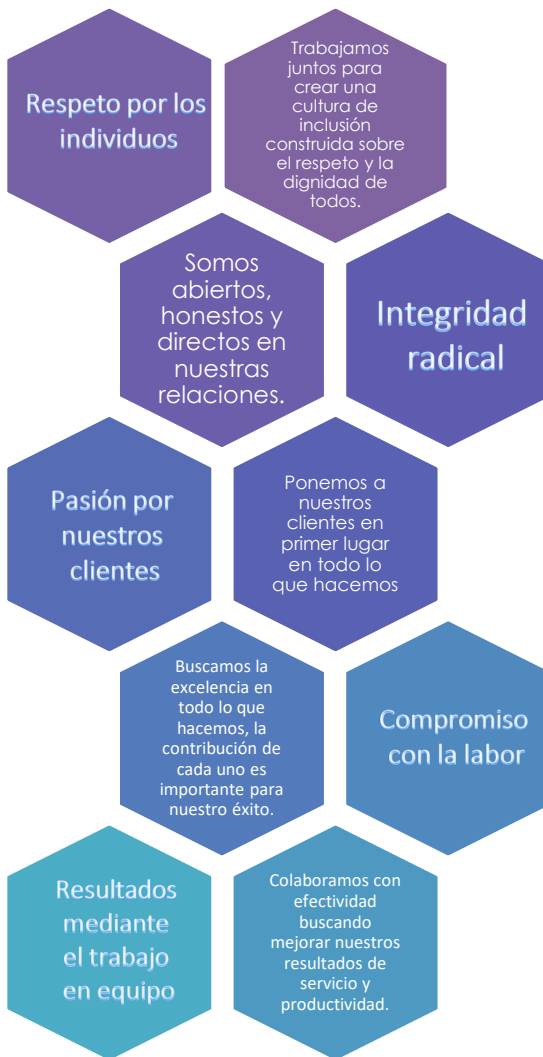 Respeto por los
individuos
Trabajamos
juntos para
crear una
cultura de
inclusión
construida sobre
el respeto y la
dignidad de
todos.
Somos
abiertos,
honestos y
directos en
nuestras
relaciones.
Integridad
radical
Pasión por
nuestros
clientes
Ponemos a
nuestros
clientes en
primer lugar
en todo lo
que hacemos
Buscamos la
excelencia en
todo lo que
hacemos, la
contribución de
cada uno es
importante para
nuestro éxito.
Compromiso
con la labor
Resultados
mediante
el trabajo
en equipo
Colaboramos con
efectividad
buscando
mejorar nuestros
resultados de
servicio y
productividad.